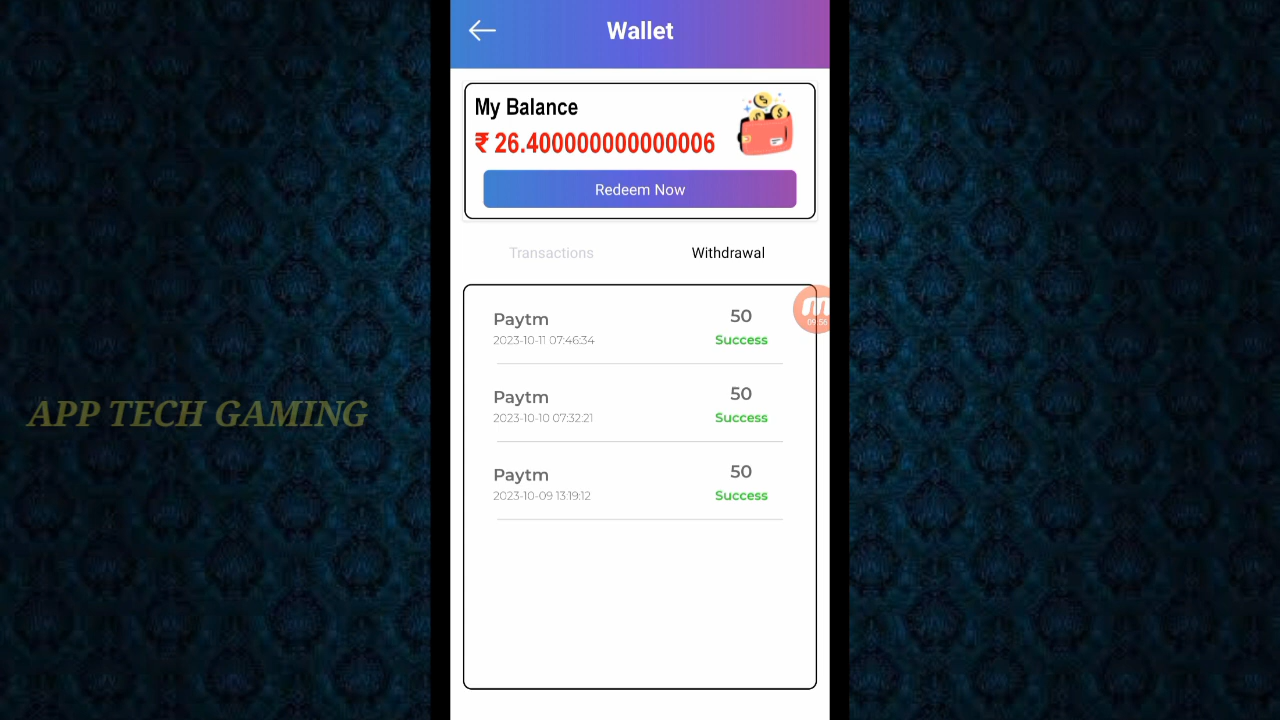 Wallet
My Balance
₹ 26.400000000000006
Redeem Now
Transactions
Withdrawal
Paytm
50
2023-10-11 07:46:34
Success
09:56
Paytm
50
2023-10-10 07:32:21
Success
APP TECH GAMING
Paytm
50
2023-10-09 13:19:12
Success